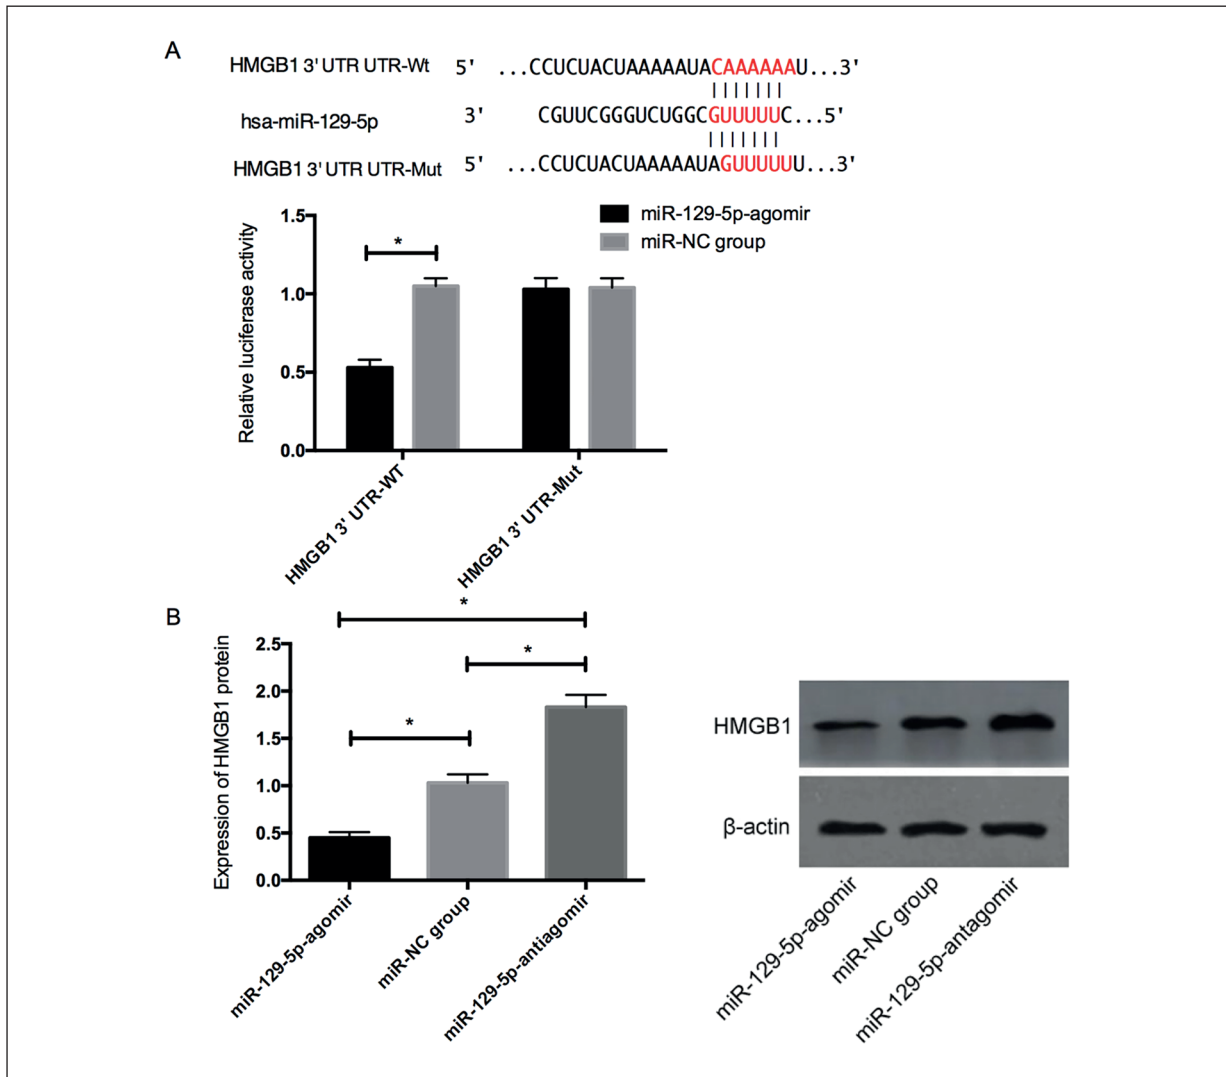 A
HMGB1 3' UTR UTR-Wt 5' ...CCUCUACUAAAAAUACAAAAAAU...3'
hsa-miR-129-5p 3' CGUUCGGGUCUGGCGUUUUUC...5'
HMGB1 3' UTR UTR-Mut 5' ...CCUCUACUAAAAAUAGUUUUUU...3'
miR-129-5p-agomir
miR-NC group
Relative luciferase activity
1.5
1.0
0.5
0.0
*
HMGB1 3' UTR-WT
HMGB1 3' UTR-Mut
B
Expression of HMGB1 protein
2.5
2.0
1.5
1.0
0.5
0.0
*
*
*
miR-129-5p-agomir
miR-NC group
miR-129-5p-antiagomir
HMGB1
β-actin
miR-129-5p-agomir
miR-NC group
miR-129-5p-antagomir